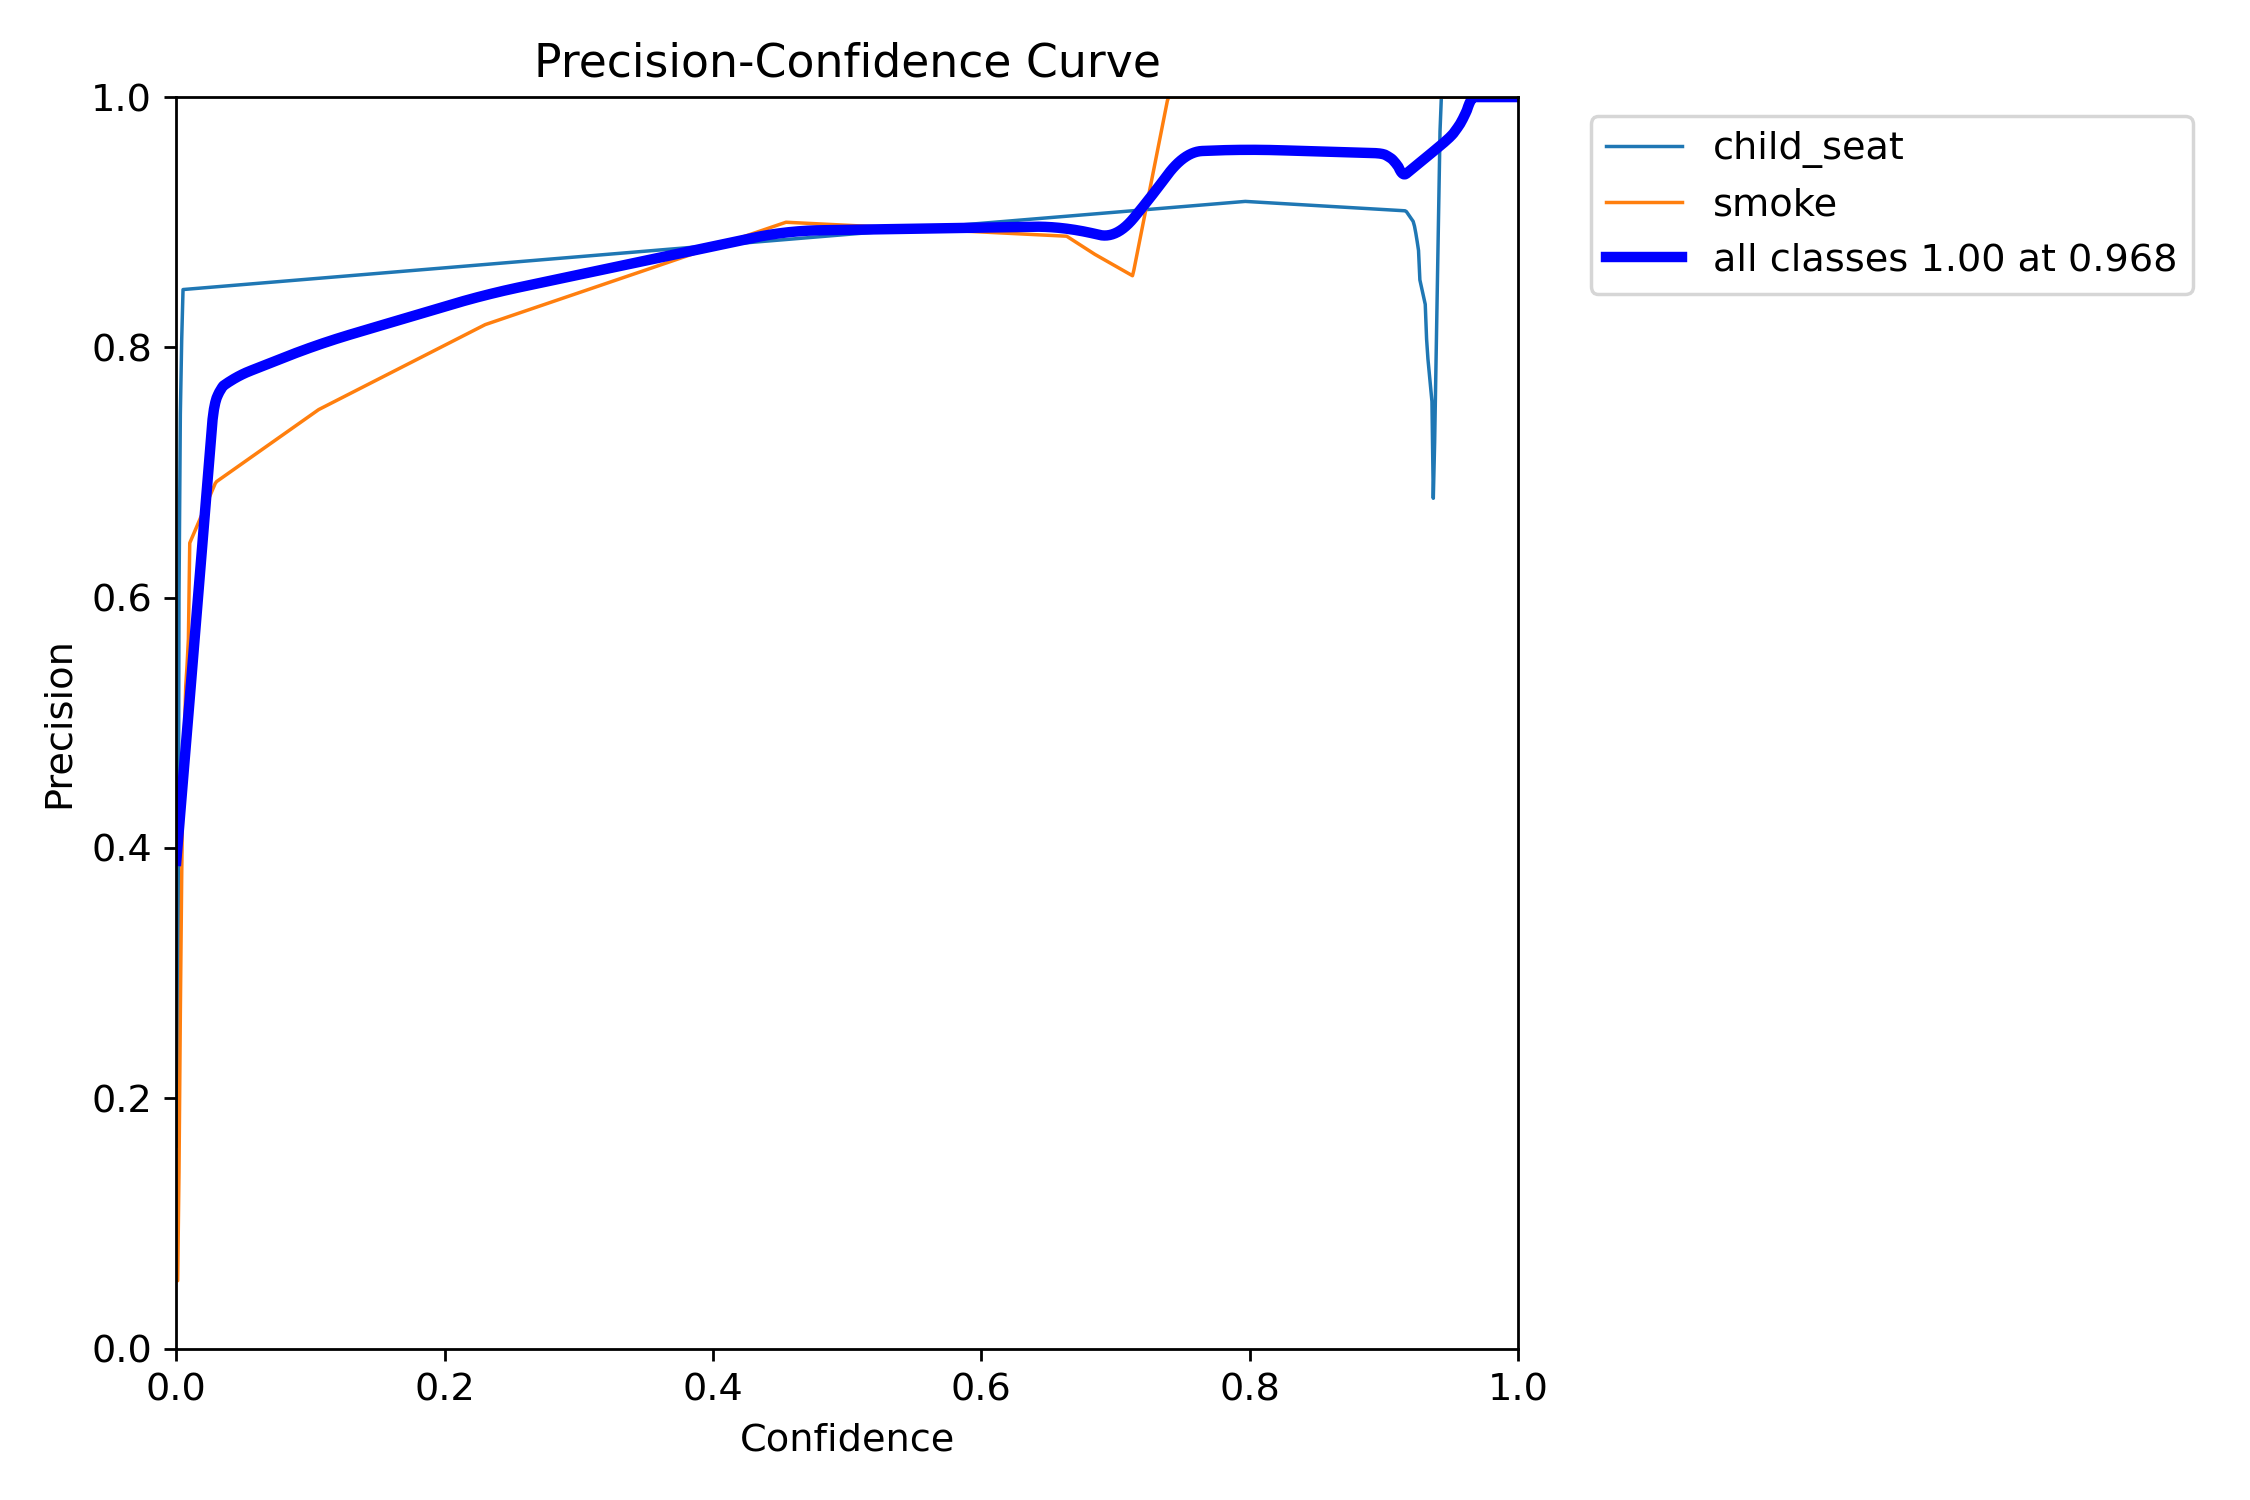 Precision-Confidence Curve
1.0
0.8
0.6
0.4
0.2
0.0
Precision
0.0 0.2 0.4 0.6 0.8 1.0
Confidence
child_seat
smoke
all classes 1.00 at 0.968